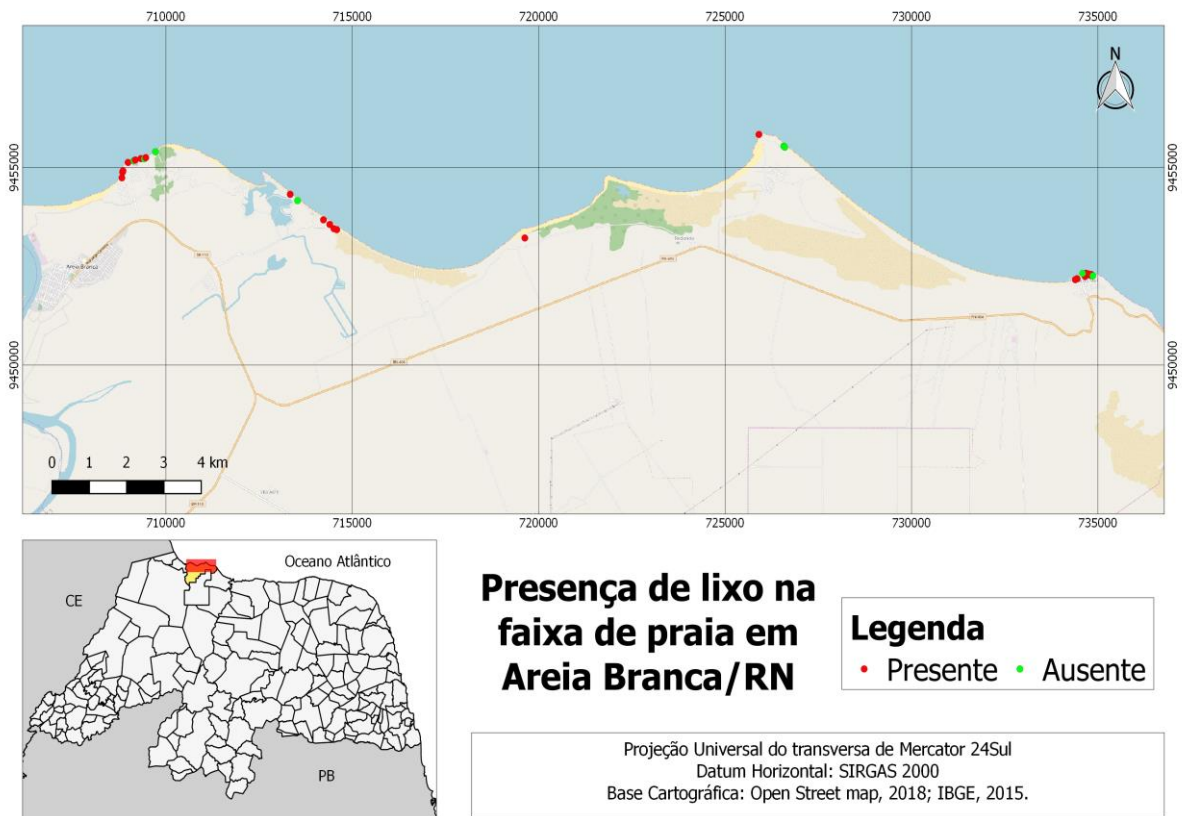 710000 715000 720000 725000 730000 735000
N
9455000 9455000
Areia Branca
9450000 9450000
0 1 2 3 4 km
710000 715000 720000 725000 730000 735000
Oceano Atlântico
CE
PB
Presença de lixo na
faixa de praia em
Areia Branca/RN
Legenda
Presente Ausente
Projeção Universal do transversa de Mercator 24Sul
Datum Horizontal: SIRGAS 2000
Base Cartográfica: Open Street map, 2018; IBGE, 2015.